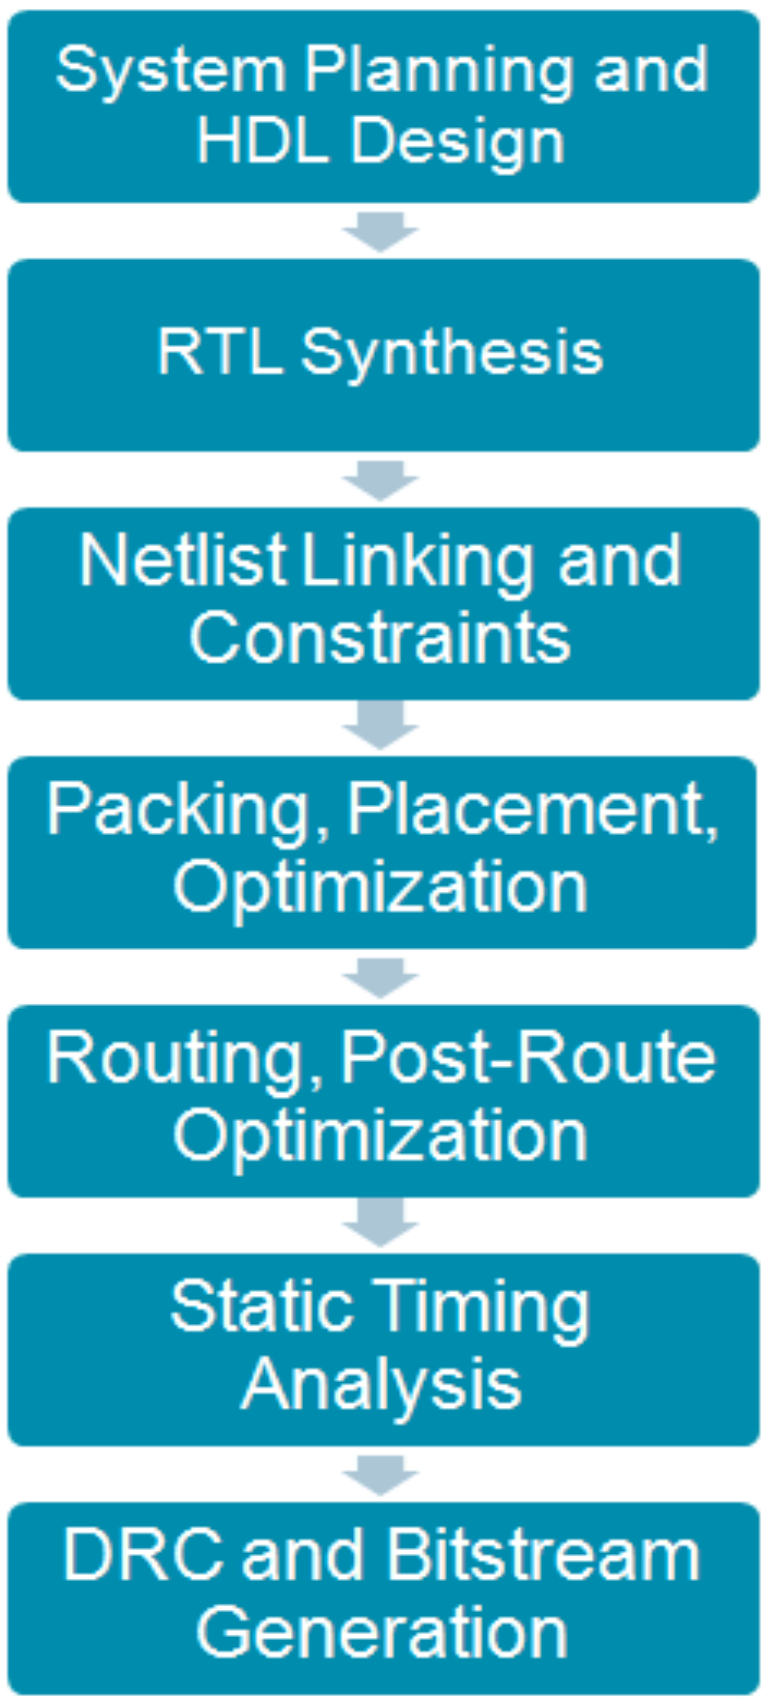 System Planning and
HDL Design
RTL Synthesis
Netlist Linking and
Constraints
Packing, Placement,
Optimization
Routing, Post-Route
Optimization
Static Timing
Analysis
DRC and Bitstream
Generation